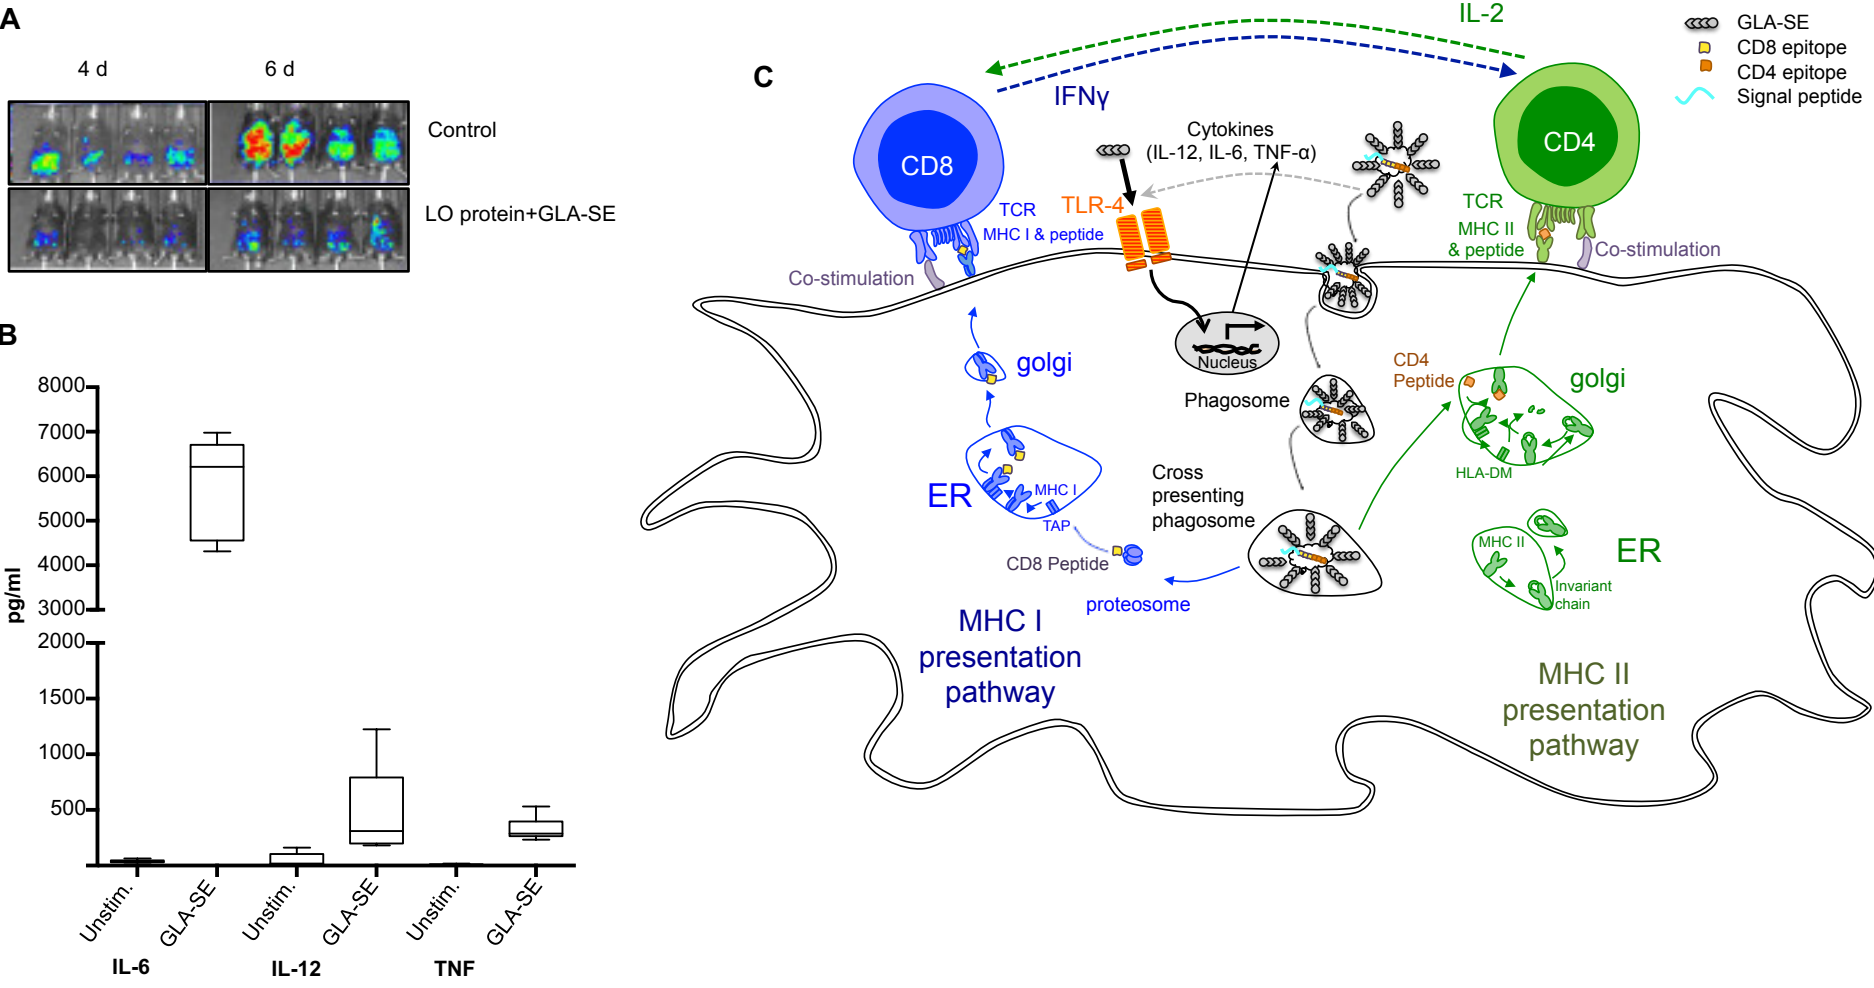 A
4 d
6 d
Control
LO protein+GLA-SE
B
8000
7000
6000
5000
4000
3000
2000
1500
1000
500
pg/ml
Unstim.
GLA-SE
Unstim.
GLA-SE
Unstim.
GLA-SE
IL-6
IL-12
TNF
C
IL-2
IFNγ
GLA-SE
CD8 epitope
CD4 epitope
Signal peptide
CD8
CD4
Cytokines
(IL-12, IL-6, TNF-α)
TCR
MHC I & peptide
TLR-4
Co-stimulation
TCR
MHC II
& peptide
Co-stimulation
Nucleus
golgi
Phagosome
CD4
Peptide
golgi
HLA-DM
Cross
presenting
phagosome
ER
MHC I
TAP
CD8 Peptide
proteosome
MHC II
ER
Invariant
chain
MHC I
presentation
pathway
MHC II
presentation
pathway